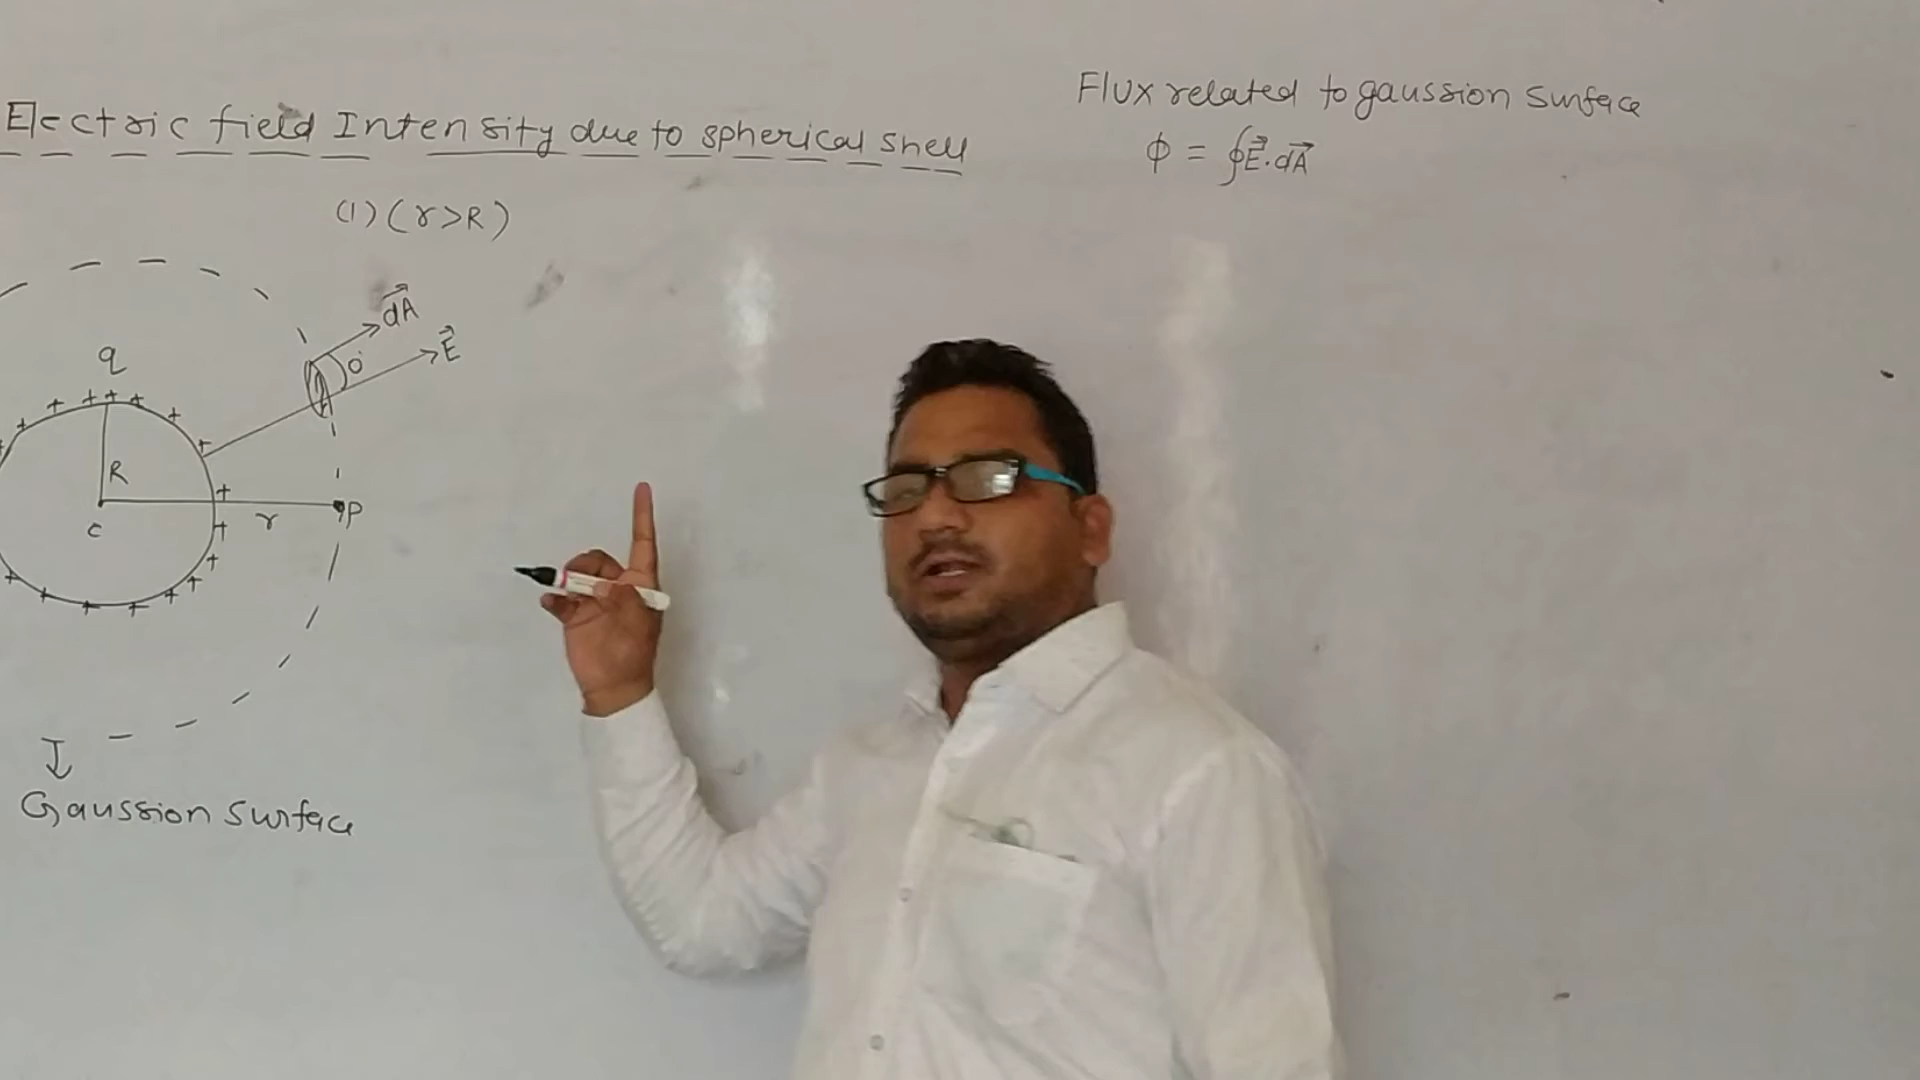 Electric field Intensity due to spherical shell
(1) (r>R)
Flux related to gaussion surface
ϕ = ∮E⃗.dA⃗
dA⃗
E⃗
0°
q
+ + + + + + + + + + + + + + + + + + +
R
c
r
P
Gaussion surface